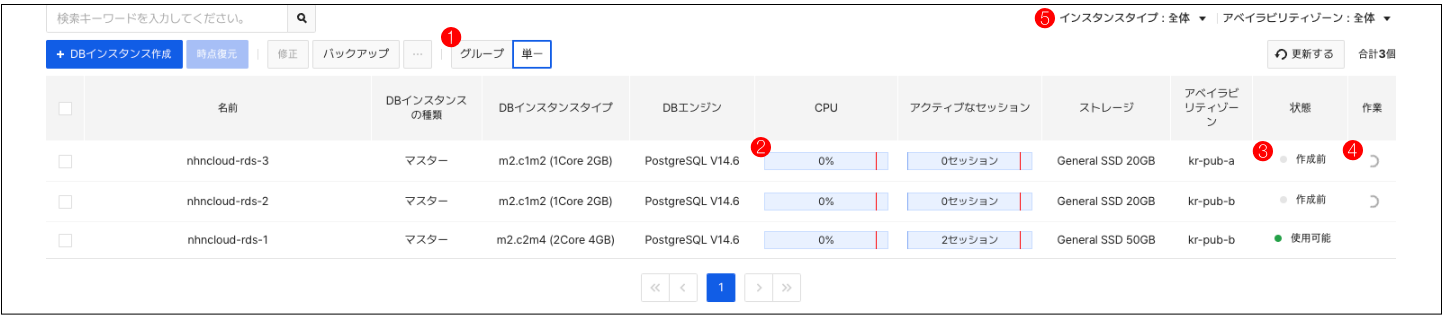 検索キーワードを入力してください。
5 インスタンスタイプ : 全体 ▼ | アベイラビリティゾーン : 全体 ▼
1
+ DBインスタンス作成 時点復元 | 修正 バックアップ ... | グループ 単一 更新する 合計3個
名前 DBインスタンスの種類 DBインスタンスタイプ DBエンジン CPU アクティブなセッション ストレージ アベイラビリティゾーン 状態 作業
2 3 4
nhncloud-rds-3 マスター m2.c1m2 (1Core 2GB) PostgreSQL V14.6 0% 0セッション General SSD 20GB kr-pub-a 作成前
nhncloud-rds-2 マスター m2.c1m2 (1Core 2GB) PostgreSQL V14.6 0% 0セッション General SSD 20GB kr-pub-b 作成前
nhncloud-rds-1 マスター m2.c2m4 (2Core 4GB) PostgreSQL V14.6 0% 2セッション General SSD 50GB kr-pub-b 使用可能
« < 1 > »